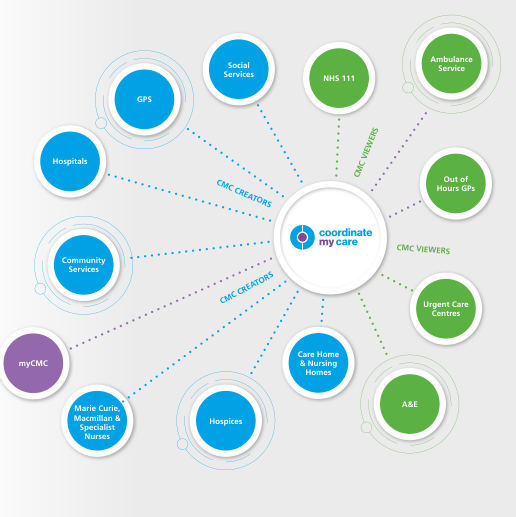 Social
Services
NHS 111
Ambulance
Service
GPS
Hospitals
CMC VIEWERS
Out of
Hours GPs
CMC CREATORS
coordinate
my care
CMC VIEWERS
Community
Services
CMC CREATORS
Urgent Care
Centres
myCMC
Care Home
& Nursing
Homes
Marie Curie,
Macmillan &
Specialist
Nurses
Hospices
A&E